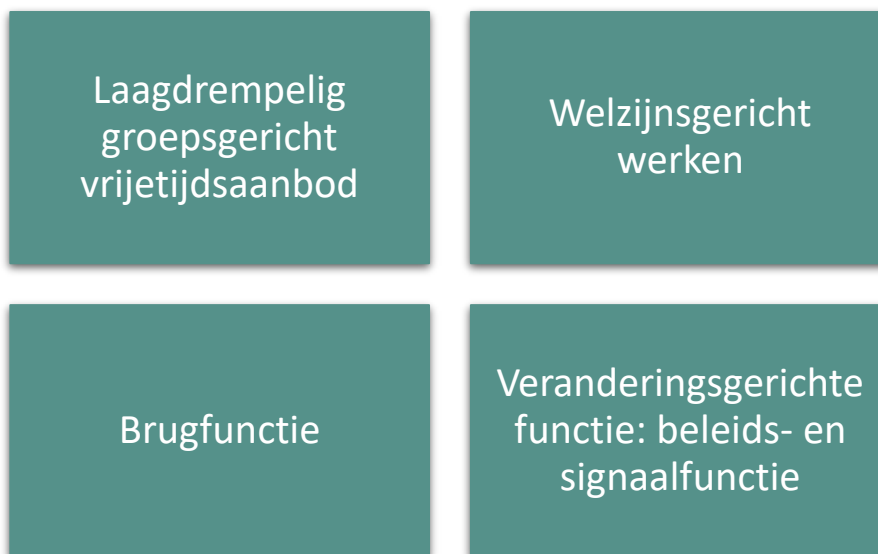 Laagdrempelig
groepsgericht
vrijetijdsaanbod
Welzijnsgericht
werken
Brugfunctie
Veranderingsgerichte
functie: beleids- en
signaalfunctie